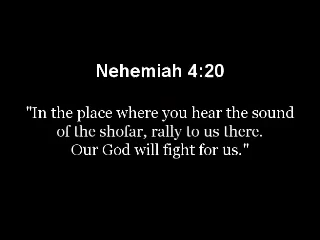 Nehemiah 4:20
"In the place where you hear the sound
of the shofar, rally to us there.
Our God will fight for us."